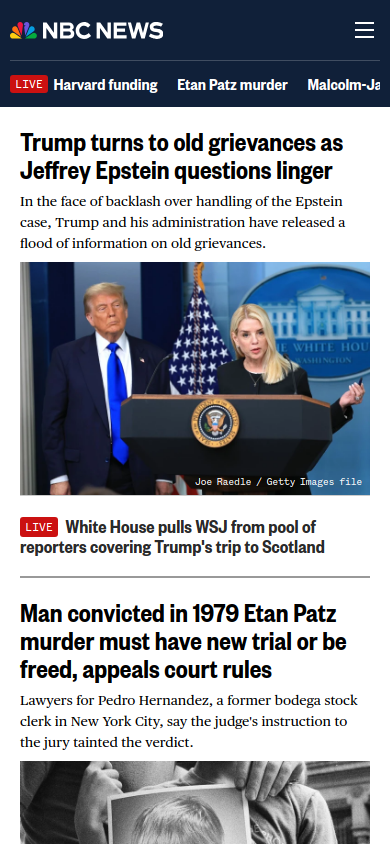 NBC NEWS
LIVE Harvard funding Etan Patz murder Malcolm-Ja
Trump turns to old grievances as
Jeffrey Epstein questions linger
In the face of backlash over handling of the Epstein
case, Trump and his administration have released a
flood of information on old grievances.
THE WHITE HOU
WASHINGTON
Joe Raedle / Getty Images file
LIVE White House pulls WSJ from pool of
reporters covering Trump's trip to Scotland
Man convicted in 1979 Etan Patz
murder must have new trial or be
freed, appeals court rules
Lawyers for Pedro Hernandez, a former bodega stock
clerk in New York City, say the judge's instruction to
the jury tainted the verdict.